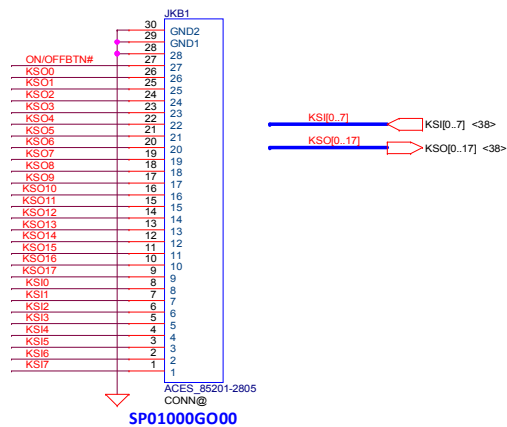 JKB1
30 GND2
29 GND1
28 28
ON/OFFBTN# 27 27
KSO0 26 26
KSO1 25 25
KSO2 24 24
KSO3 23 23
KSO4 22 22
KSO5 21 21
KSO6 20 20
KSO7 19 19
KSO8 18 18
KSO9 17 17
KSO10 16 16
KSO11 15 15
KSO12 14 14
KSO13 13 13
KSO14 12 12
KSO15 11 11
KSO16 10 10
KSO17 9 9
KSI0 8 8
KSI1 7 7
KSI2 6 6
KSI3 5 5
KSI4 4 4
KSI5 3 3
KSI6 2 2
KSI7 1 1
ACES_85201-2805
CONN@
SP01000GO00
KSI[0..7] KSI[0..7] <38>
KSO[0..17] KSO[0..17] <38>